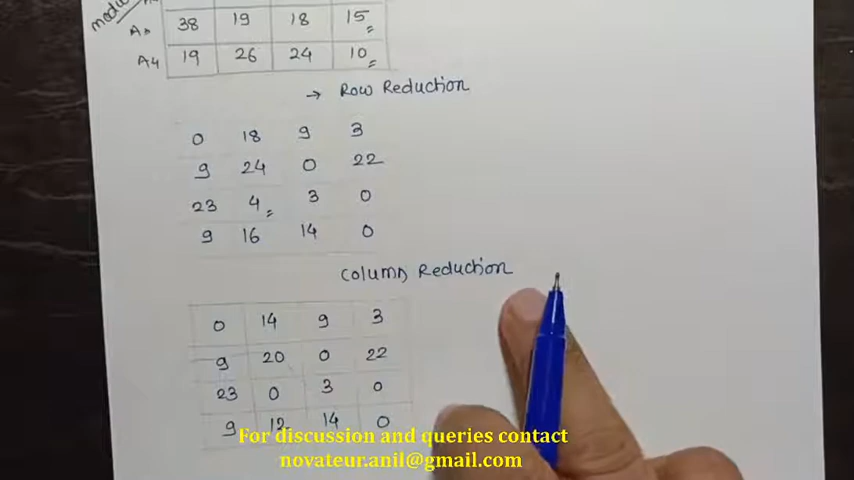 38 19 18 15
A4 19 26 24 10
→ Row Reduction
0 18 9 3
9 24 0 22
23 4 3 0
9 16 14 0
Column Reduction
0 14 9 3
9 20 0 22
23 0 3 0
9 12 14 0
For discussion and queries contact
novateur.anil@gmail.com